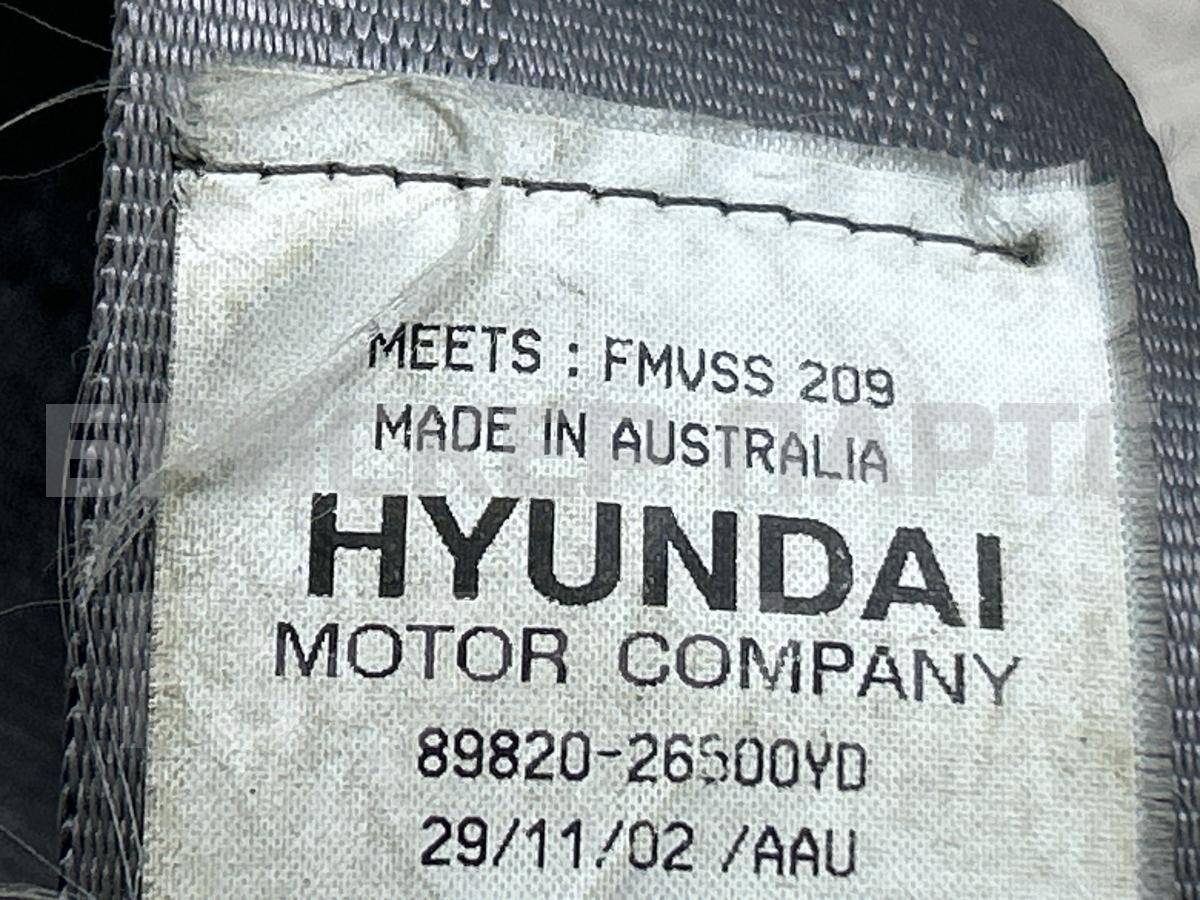 MEETS : FMVSS 209
MADE IN AUSTRALIA
HYUNDAI
MOTOR COMPANY
89820-26500YD
29/11/02 /AAU